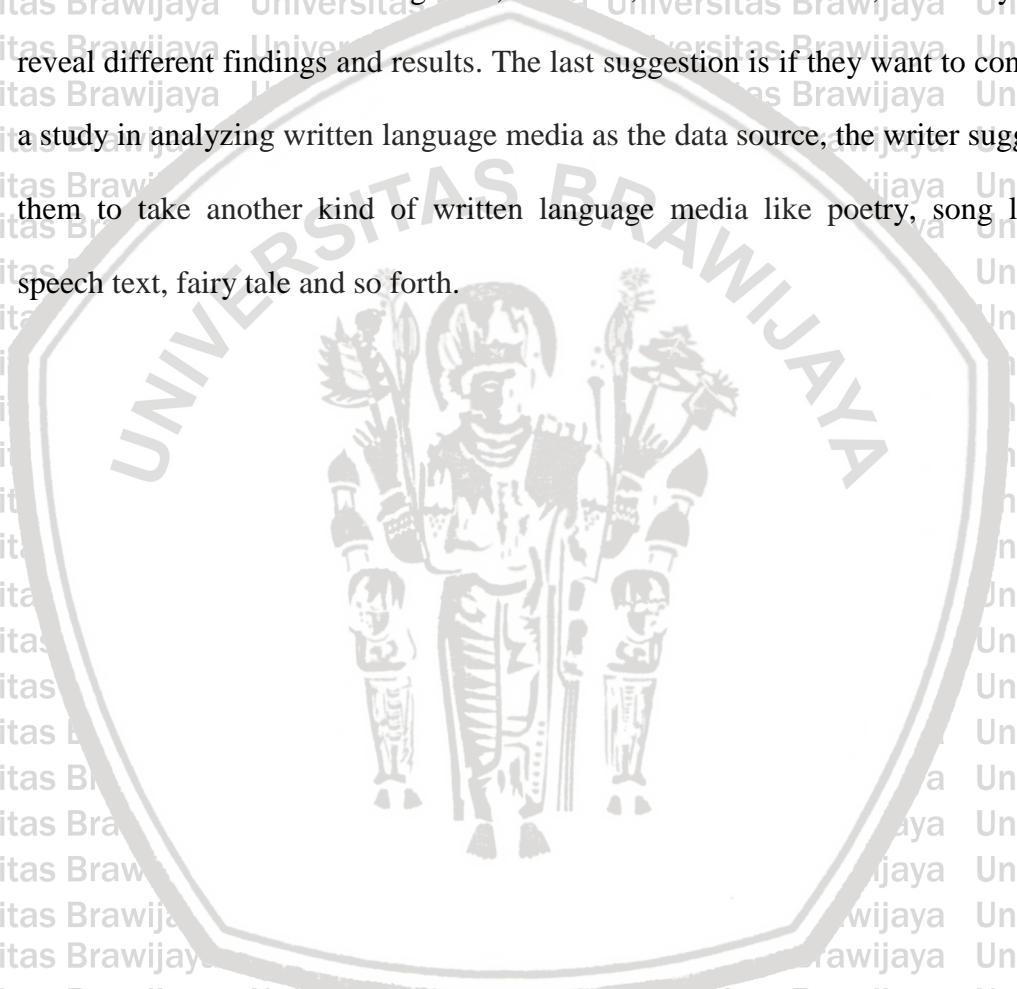 reveal different findings and results. The last suggestion is if they want to
a study in analyzing written language media as the data source, the writer
them to take another kind of written language media like poetry, song
speech text, fairy tale and so forth.
UNIVERSITAS BRAWIJAYA